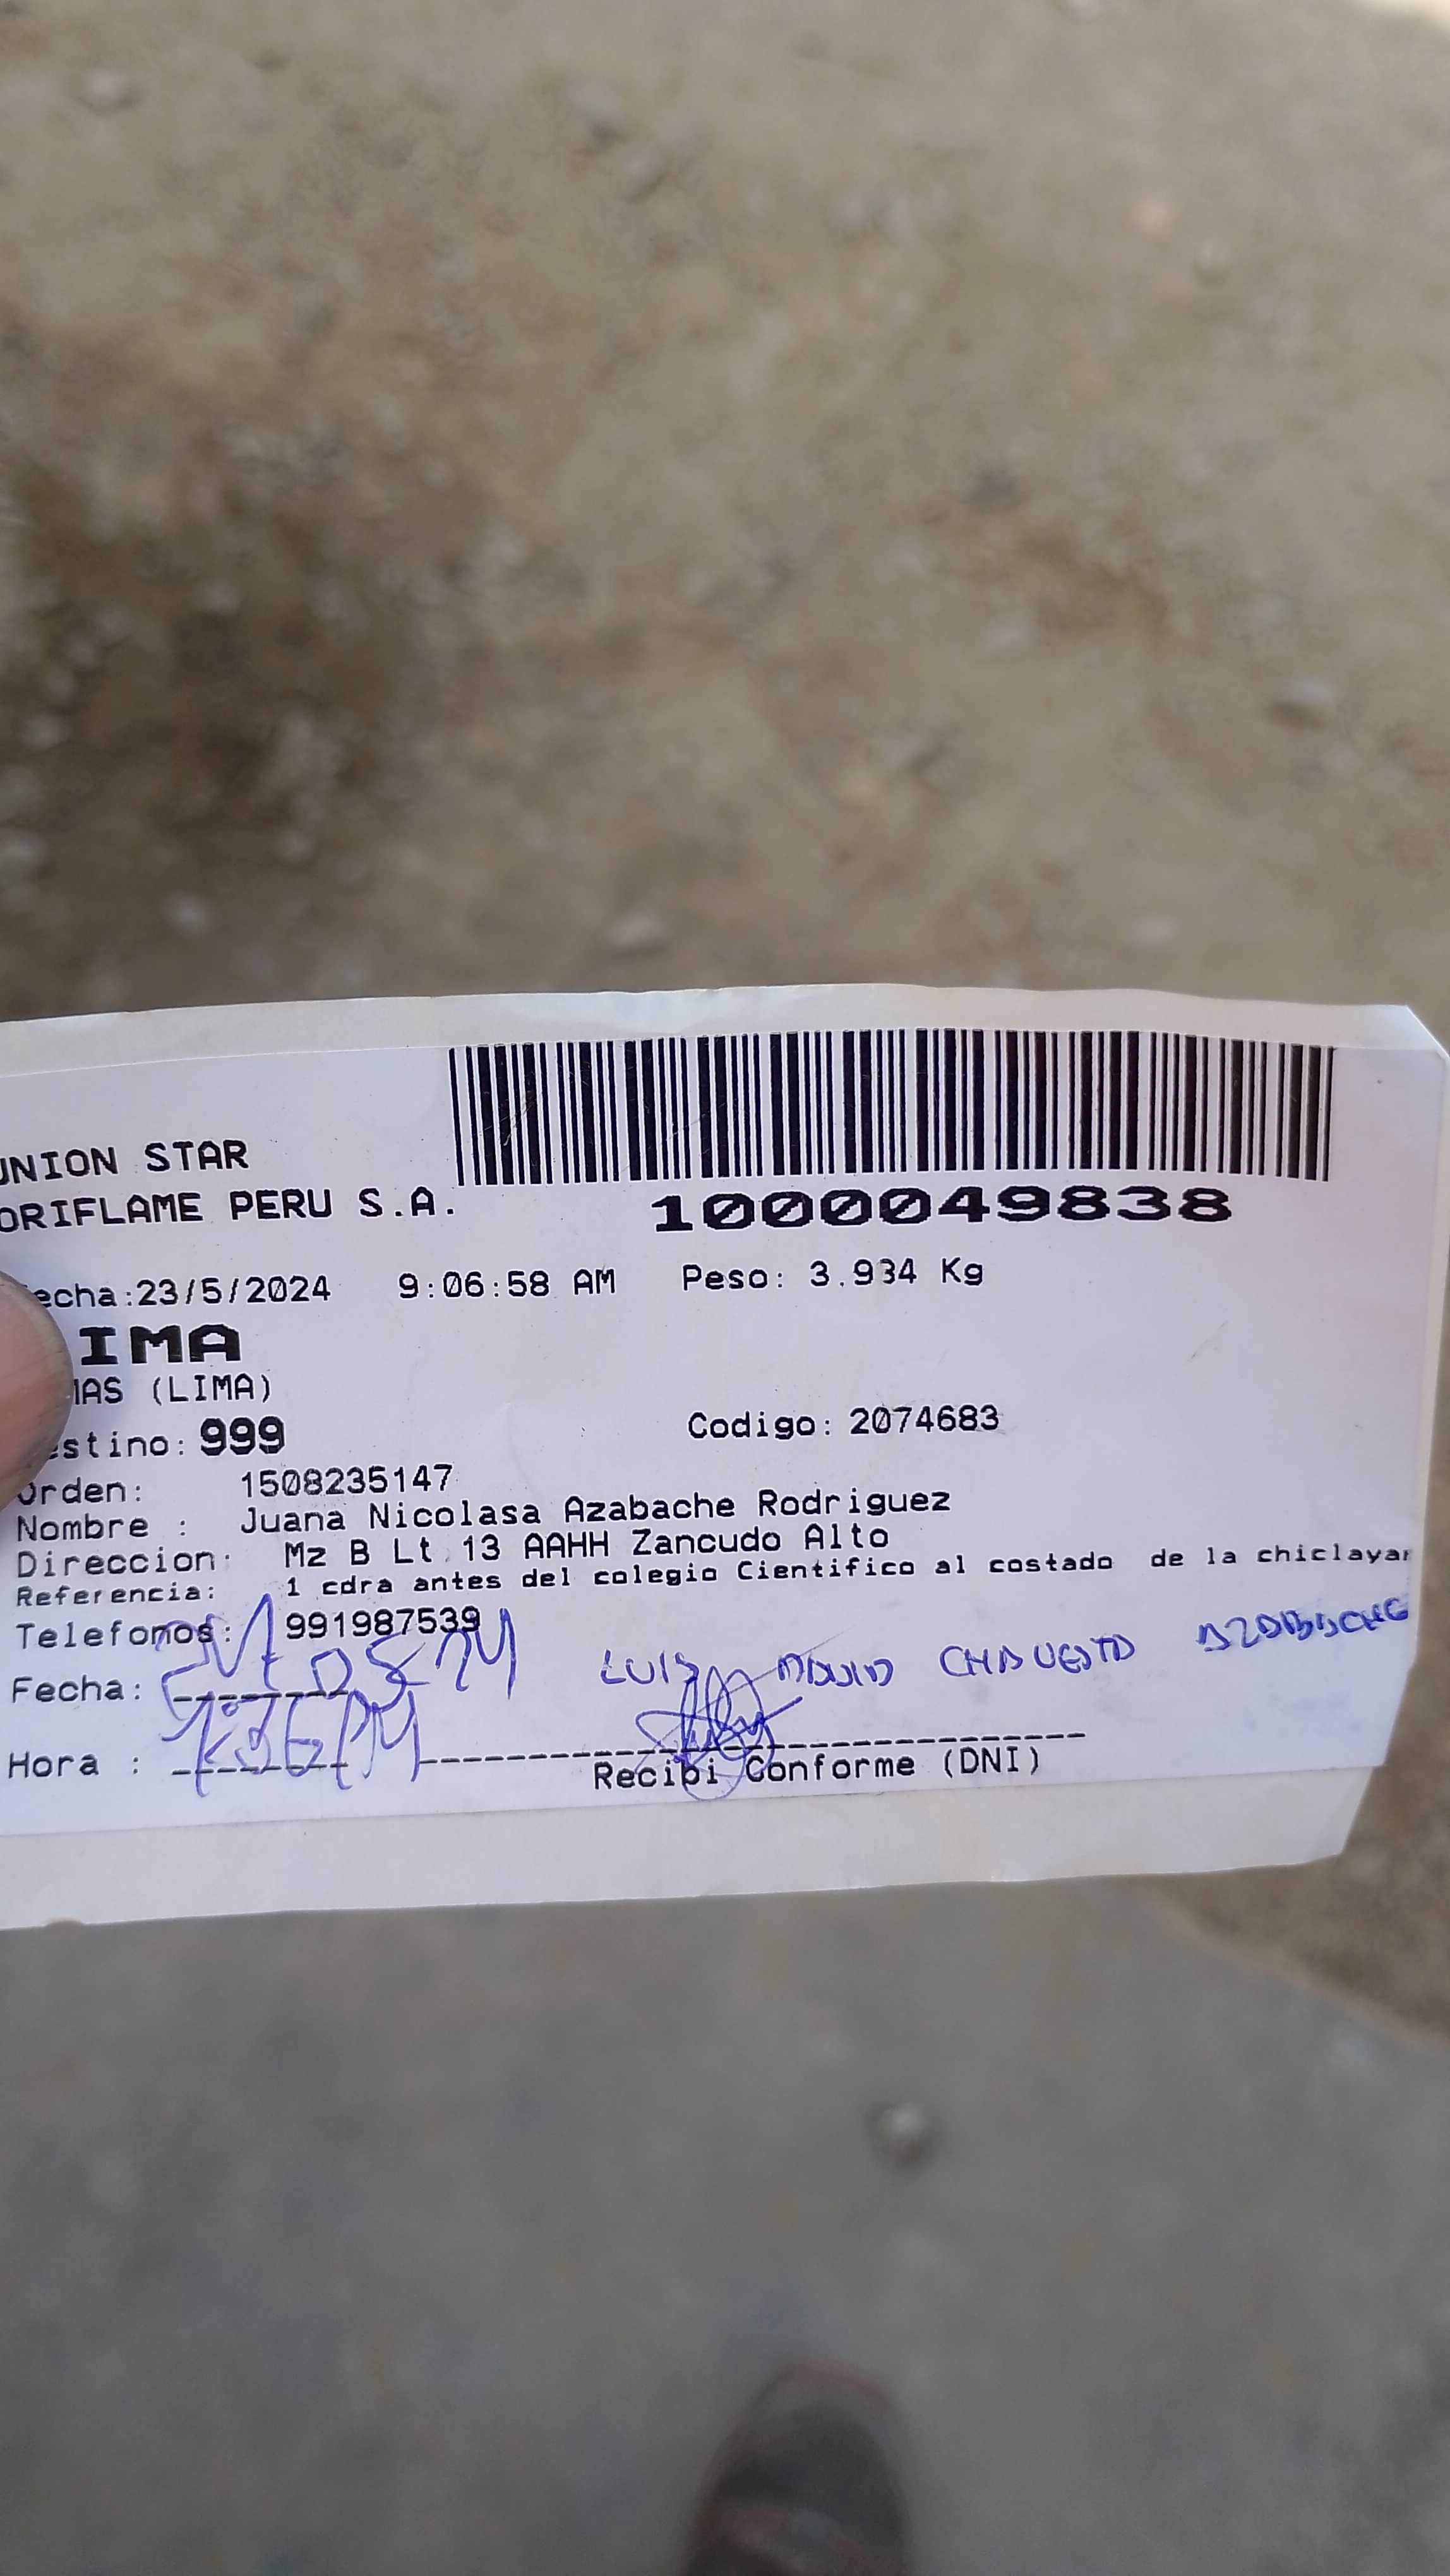 UNION STAR
ORIFLAME PERU S.A.
1000049838
echa:23/5/2024 9:06:58 AM Peso: 3.934 Kg
IMA
MAS (LIMA)
estino: 999 Codigo: 2074683
Orden: 1508235147
Nombre : Juana Nicolasa Azabache Rodriguez
Direccion: Mz B Lt 13 AAHH Zancudo Alto
Referencia: 1 cdra antes del colegio Cientifico al costado de la chiclayan
Telefonos: 991987539
Fecha: LUIS DAVID AZABACHE
Hora :
Recibi Conforme (DNI)